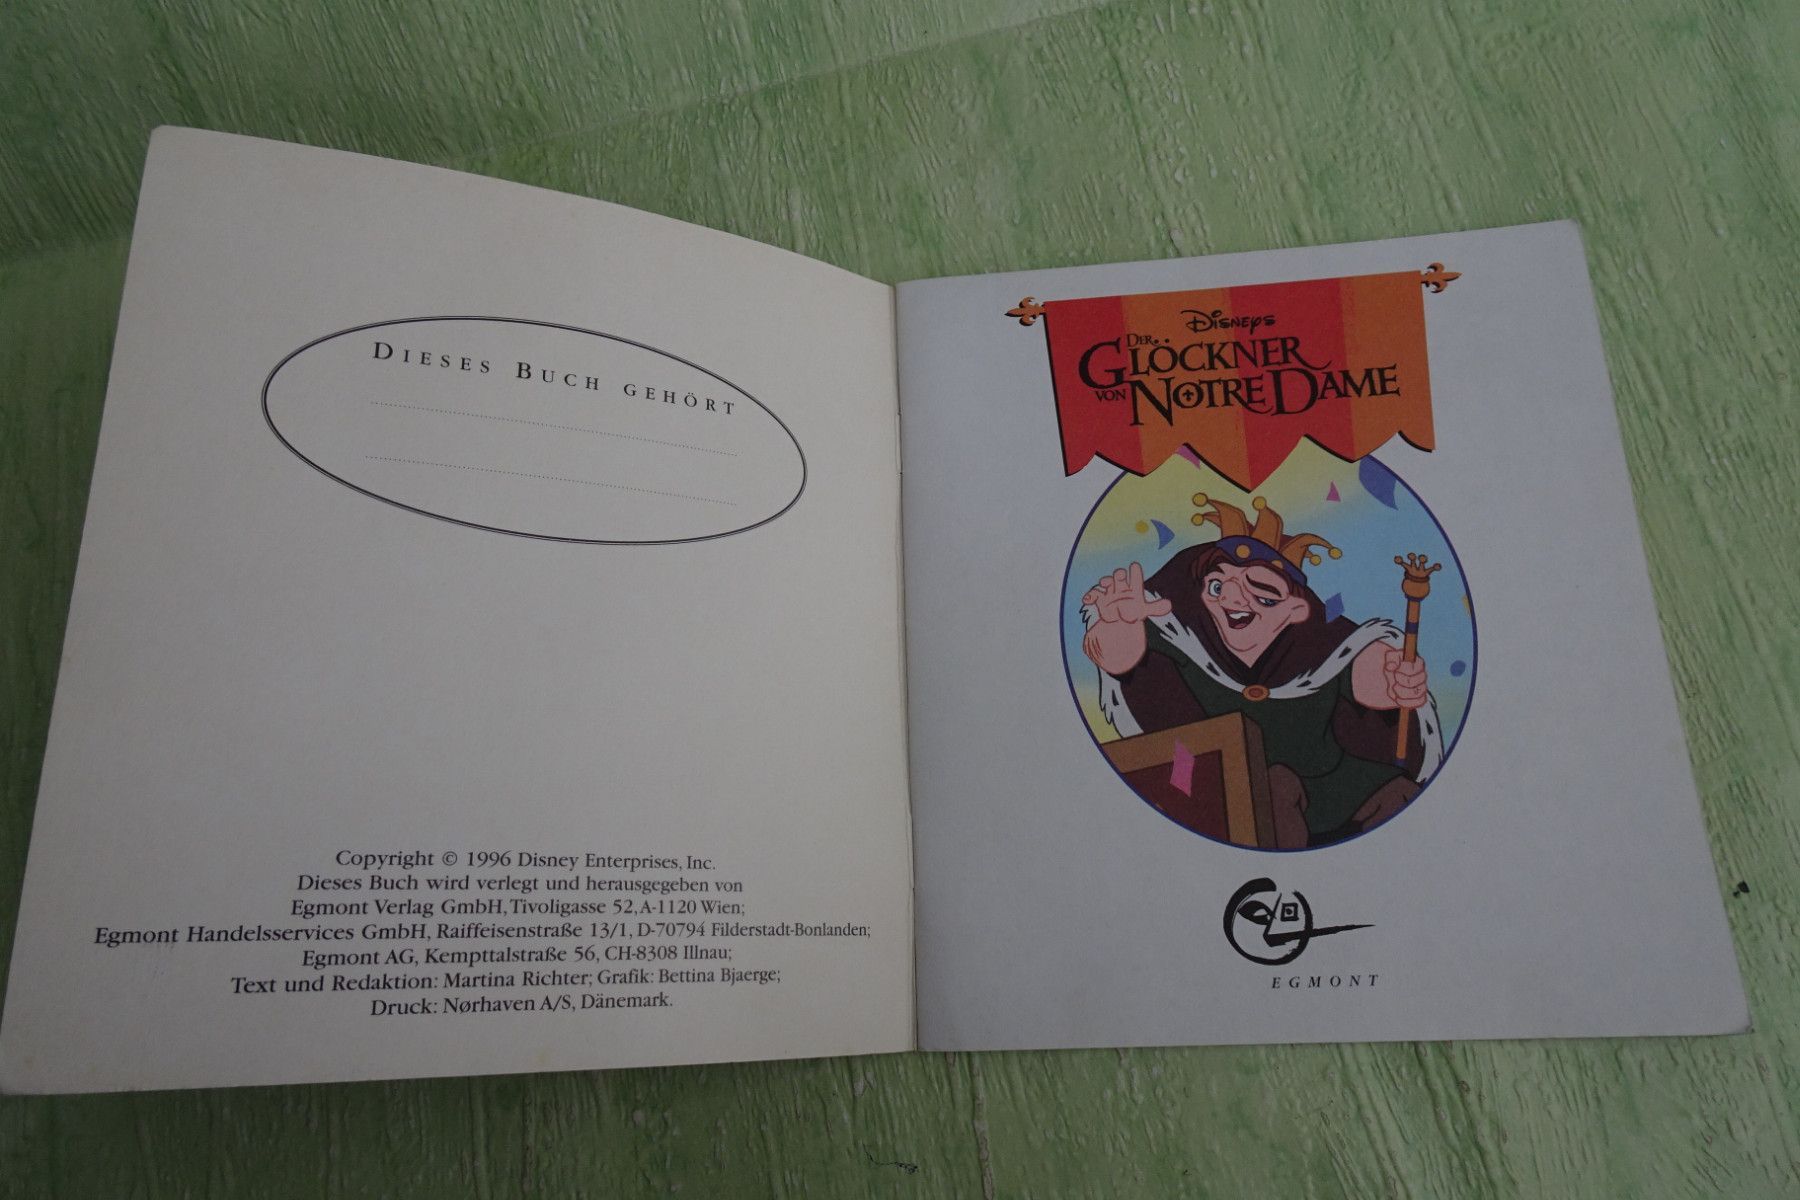 DIESES BUCH GEHÖRT
Copyright © 1996 Disney Enterprises, Inc.
Dieses Buch wird verlegt und herausgegeben von
Egmont Verlag GmbH, Tivoligasse 52, A-1120 Wien;
Egmont Handelsservices GmbH, Raiffeisenstraße 13/1, D-70794 Filderstadt-Bonlanden;
Egmont AG, Kempttalstraße 56, CH-8308 Illnau;
Text und Redaktion: Martina Richter; Grafik: Bettina Bjaerge;
Druck: Nørhaven A/S, Dänemark.
DISNEYS
DER
GLÖCKNER
VON NOTRE DAME
EGMONT